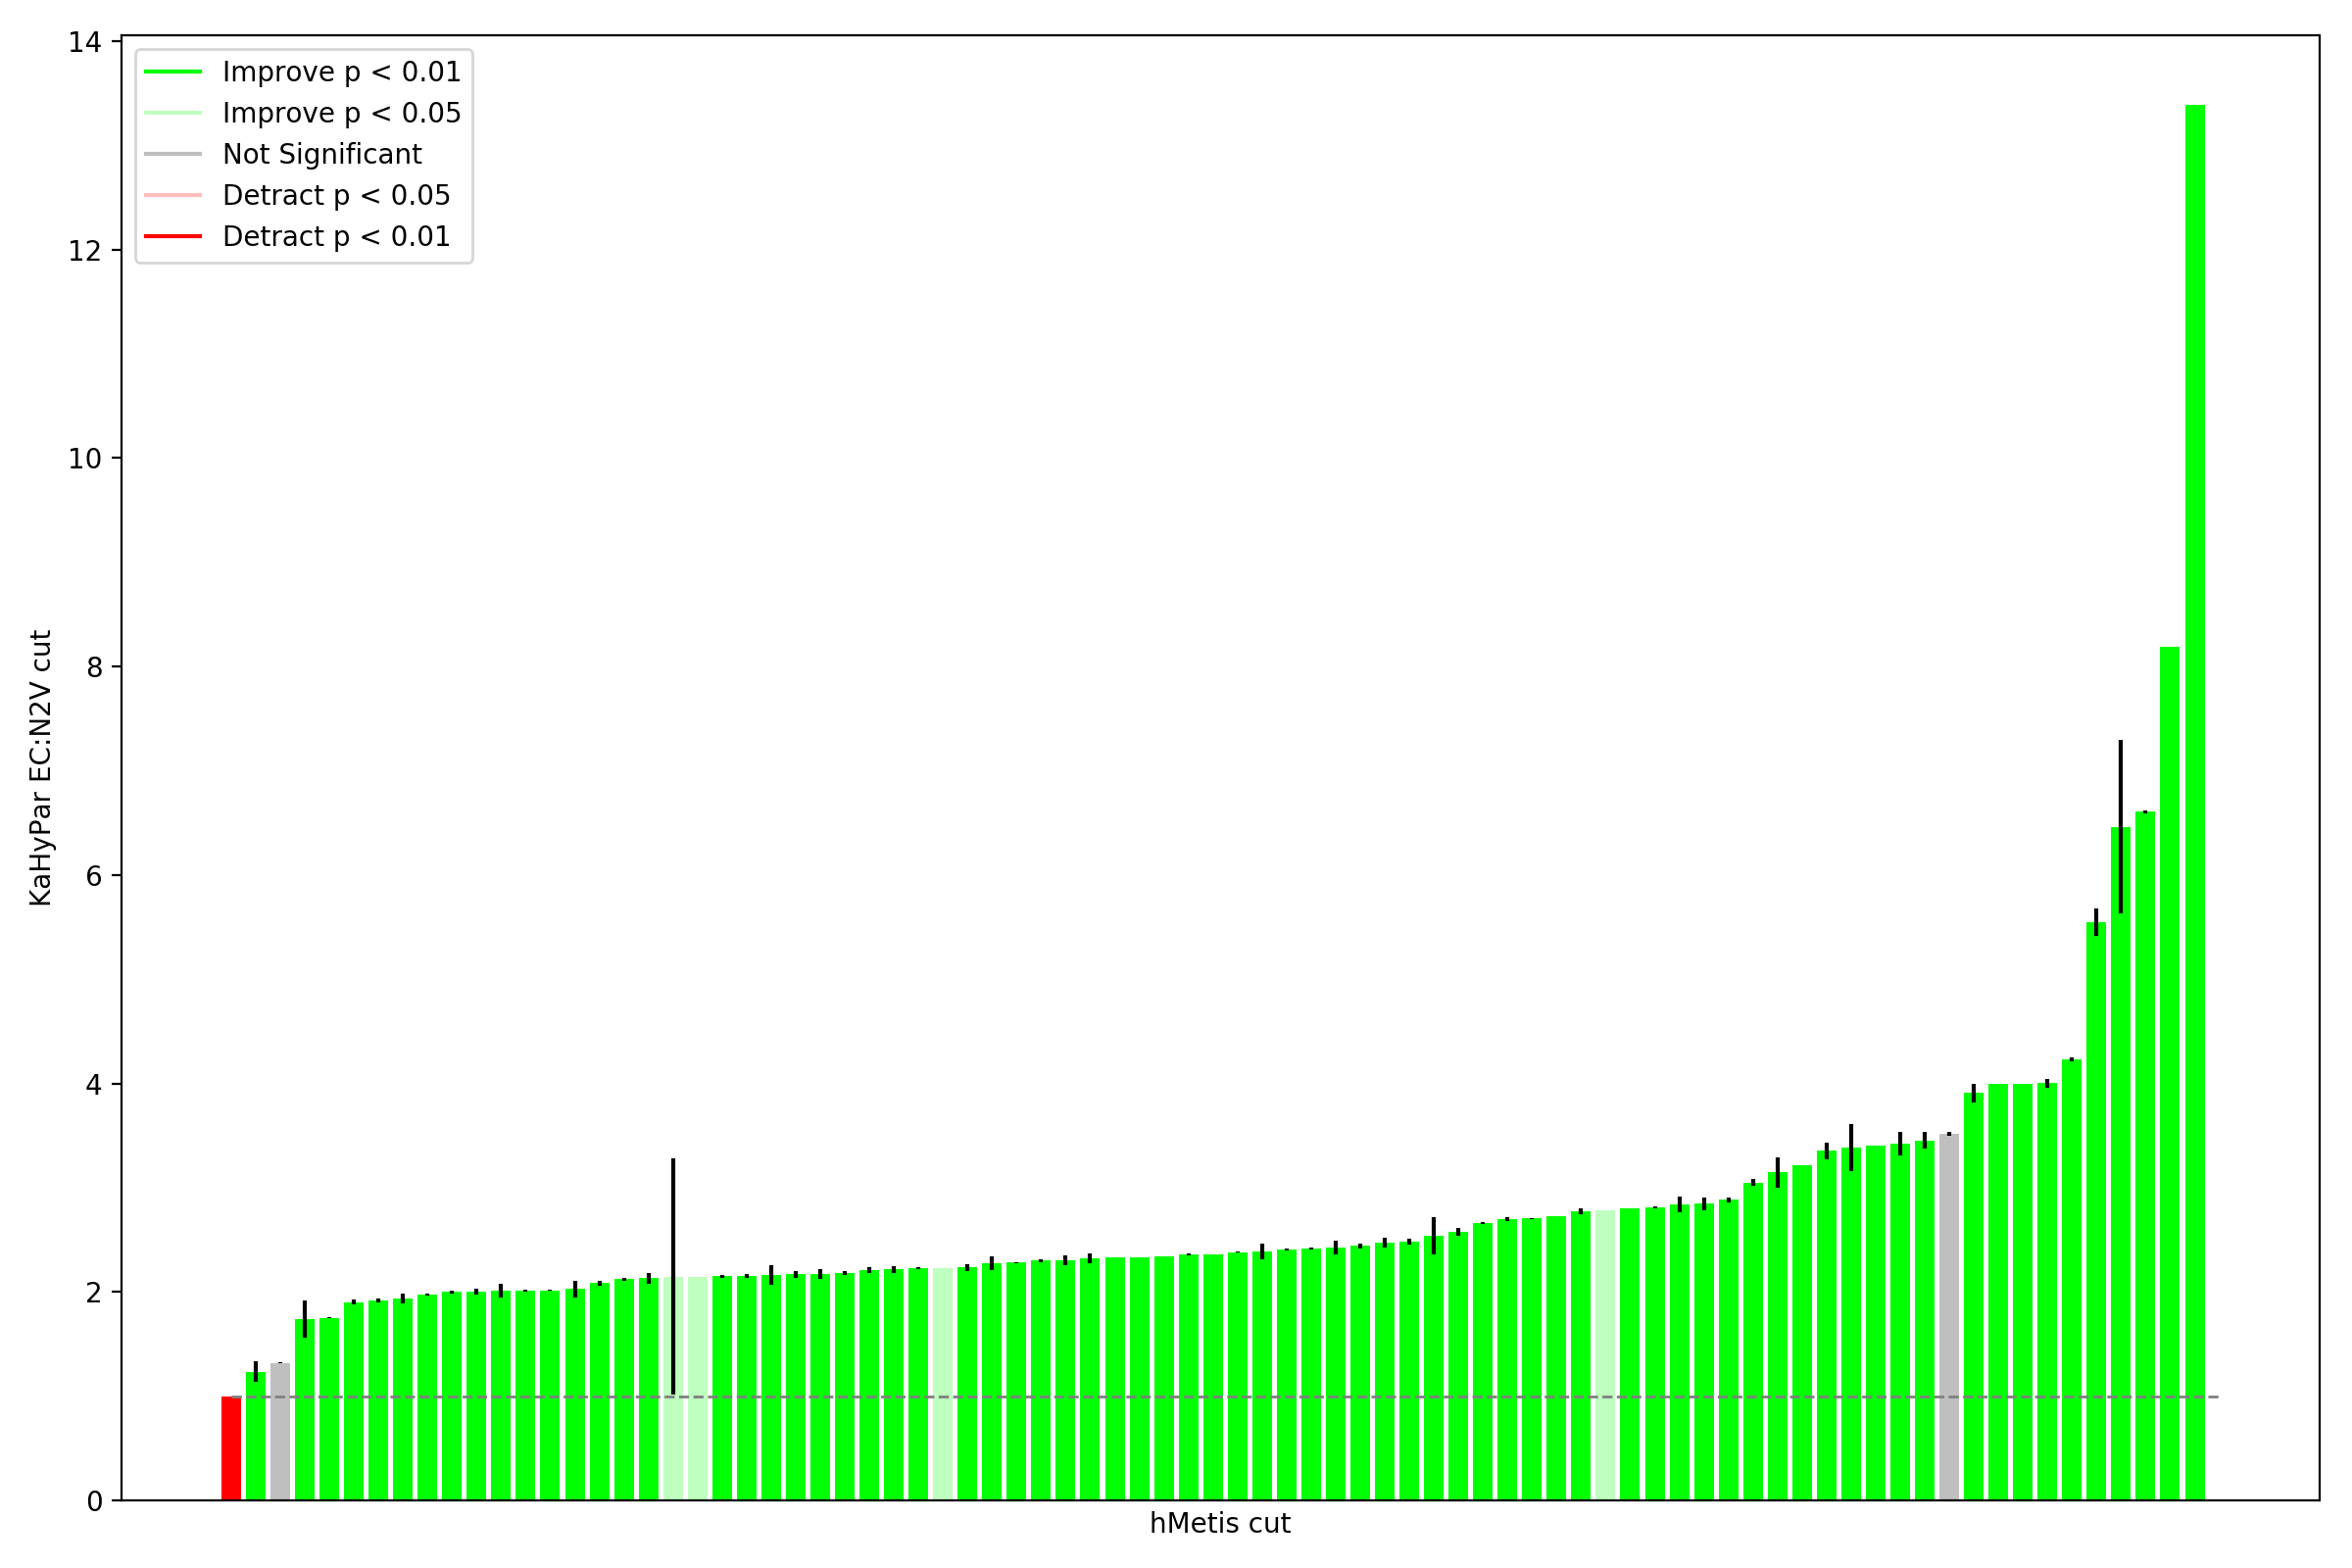 14
12
10
8
6
4
2
0
KaHyPar EC:N2V cut
Improve p < 0.01
Improve p < 0.05
Not Significant
Detract p < 0.05
Detract p < 0.01
hMetis cut